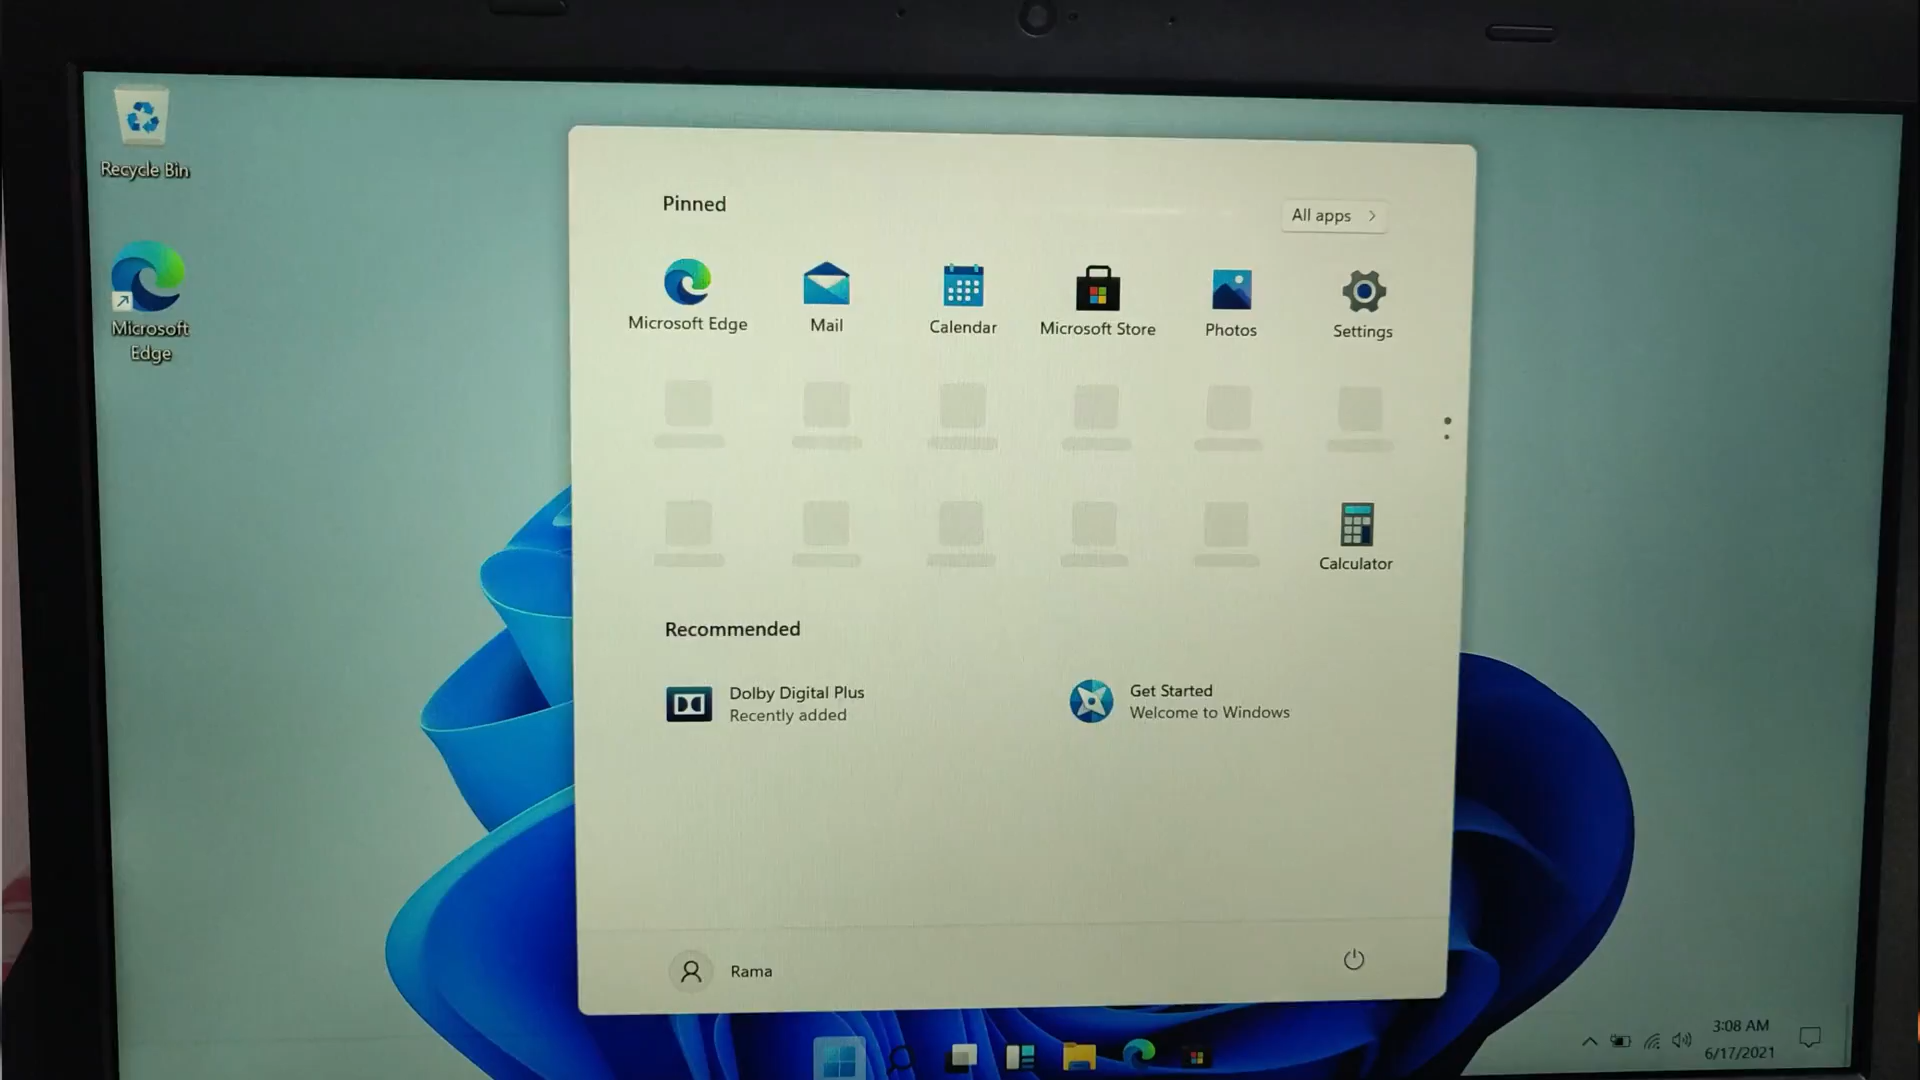 Recycle Bin
Microsoft
Edge
Pinned
All apps
Microsoft Edge
Mail
Calendar
Microsoft Store
Photos
Settings
Calculator
Recommended
Dolby Digital Plus
Recently added
Get Started
Welcome to Windows
Rama
3:08 AM
6/17/2021